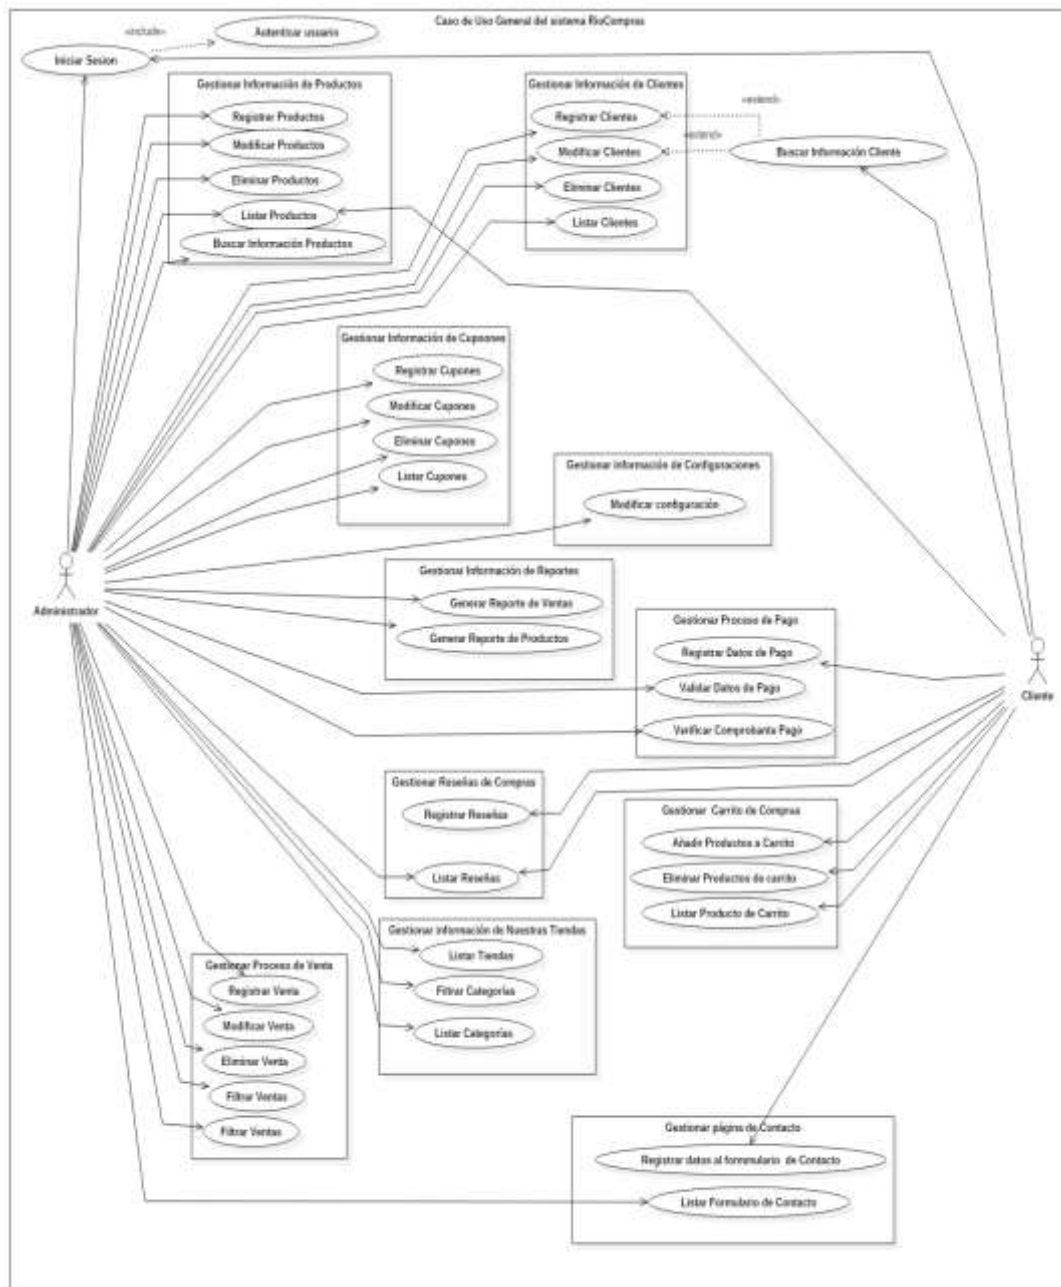 Caso de Uso General del sistema RioCompras
«include»
Autenticar usuario
Iniciar Sesion
Gestionar Información de Productos
Registrar Productos
Modificar Productos
Eliminar Productos
Listar Productos
Buscar Información Productos
Gestionar Información de Clientes
Registrar Clientes
Modificar Clientes
Eliminar Clientes
Listar Clientes
«extend»
«extend»
Buscar Información Cliente
Gestionar Información de Cupoones
Registrar Cupones
Modificar Cupones
Eliminar Cupones
Listar Cupones
Gestionar información de Configuraciones
Modificar configuración
Administrador
Gestionar Información de Reportes
Generar Reporte de Ventas
Generar Reporte de Productos
Gestionar Proceso de Pago
Registrar Datos de Pago
Validar Datos de Pago
Verificar Comprobante Pago
Cliente
Gestionar Reseñas de Compras
Registrar Reseñas
Listar Reseñas
Gestionar Carrito de Compras
Añadir Productos a Carrito
Eliminar Productos de carrito
Listar Producto de Carrito
Gestionar información de Nuestras Tiendas
Listar Tiendas
Filtrar Categorías
Listar Categorías
Gestionar Proceso de Venta
Registrar Venta
Modificar Venta
Eliminar Venta
Filtrar Ventas
Filtrar Ventas
Gestionar página de Contacto
Registrar datos al formmulario de Contacto
Listar Formulario de Contacto